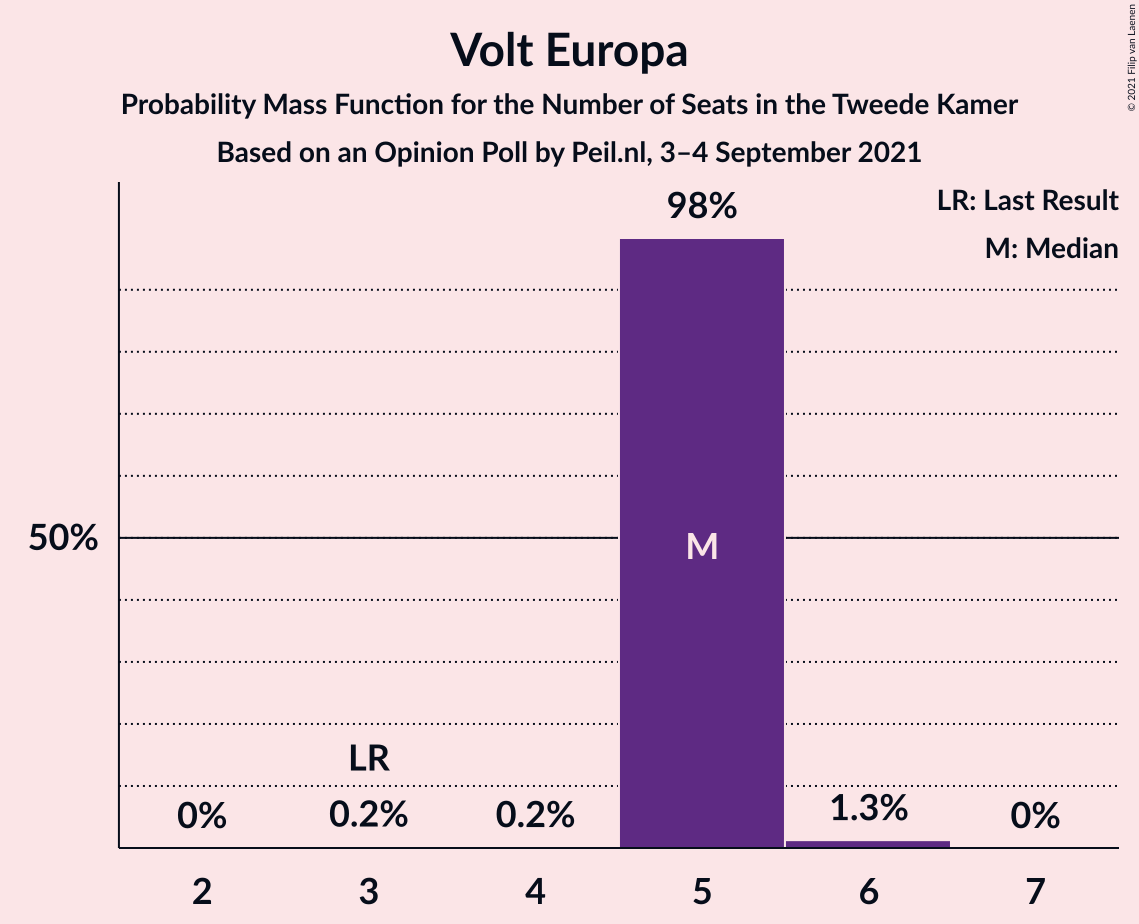 Volt Europa
Probability Mass Function for the Number of Seats in the Tweede Kamer
Based on an Opinion Poll by Peil.nl, 3–4 September 2021
© 2021 Filip van Laenen
LR: Last Result
M: Median
98%
50%
M
LR
0%
0.2%
0.2%
1.3%
0%
2
3
4
5
6
7